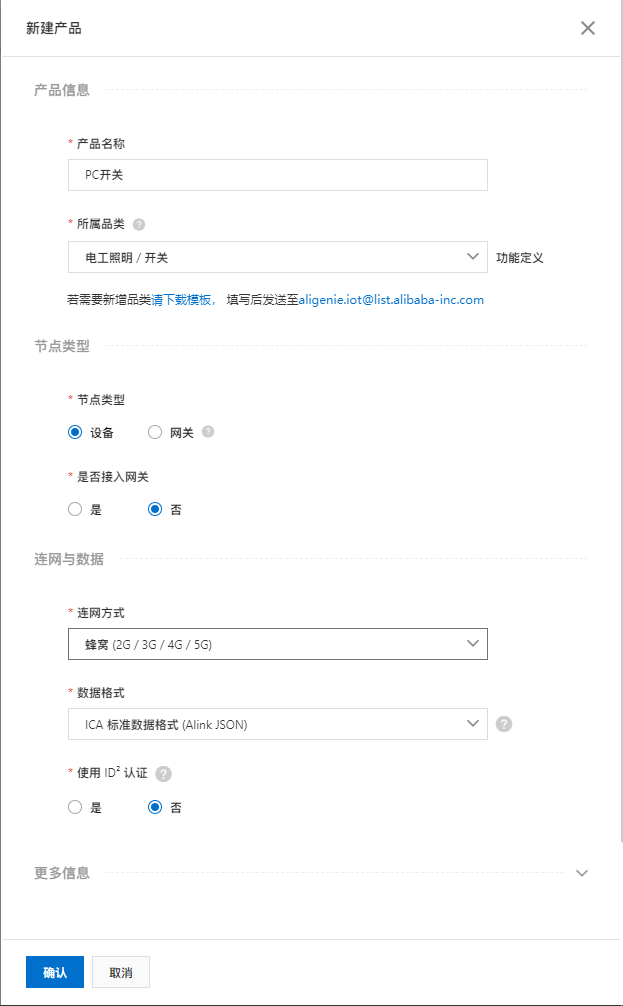 新建产品
产品信息
* 产品名称
PC开关
* 所属品类 ?
电工照明 / 开关
功能定义
若需要新增品类请下载模板， 填写后发送至aligenie.iot@list.alibaba-inc.com
节点类型
* 节点类型
设备 网关 ?
* 是否接入网关
是 否
连网与数据
* 连网方式
蜂窝 (2G / 3G / 4G / 5G)
* 数据格式
ICA 标准数据格式 (Alink JSON) ?
* 使用 ID² 认证 ?
是 否
更多信息
确认 取消